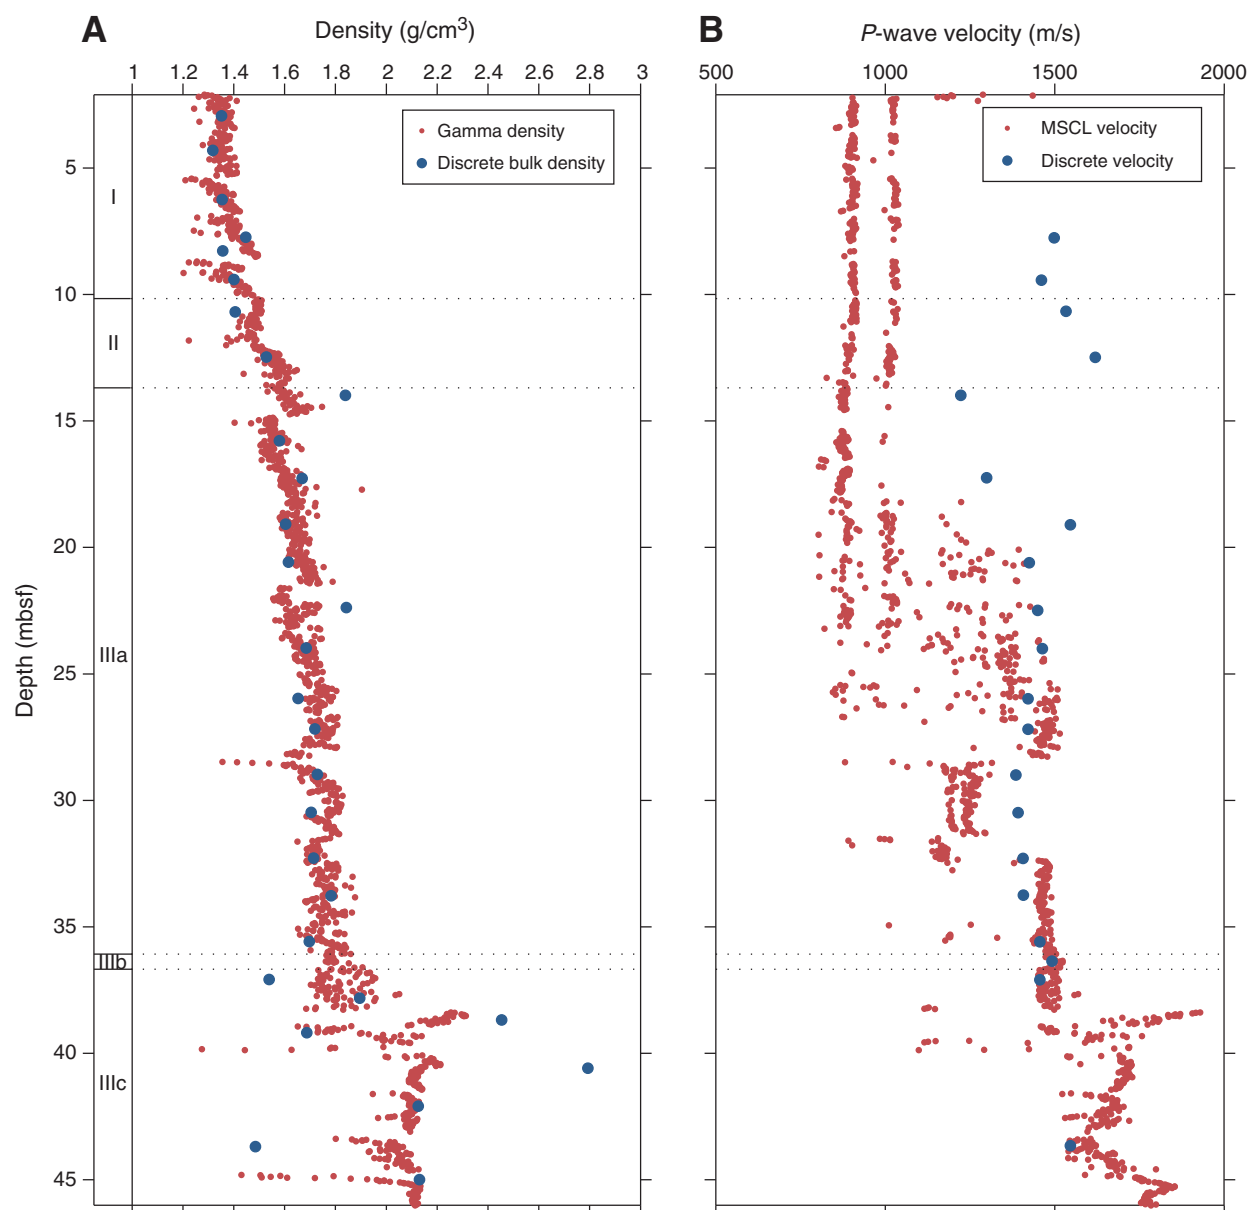 A
Density (g/cm³)
1 1.2 1.4 1.6 1.8 2 2.2 2.4 2.6 2.8 3
Gamma density
Discrete bulk density
Depth (mbsf)
5
10
15
20
25
30
35
40
45
I
II
IIIa
IIIb
IIIc
B
P-wave velocity (m/s)
500 1000 1500 2000
MSCL velocity
Discrete velocity